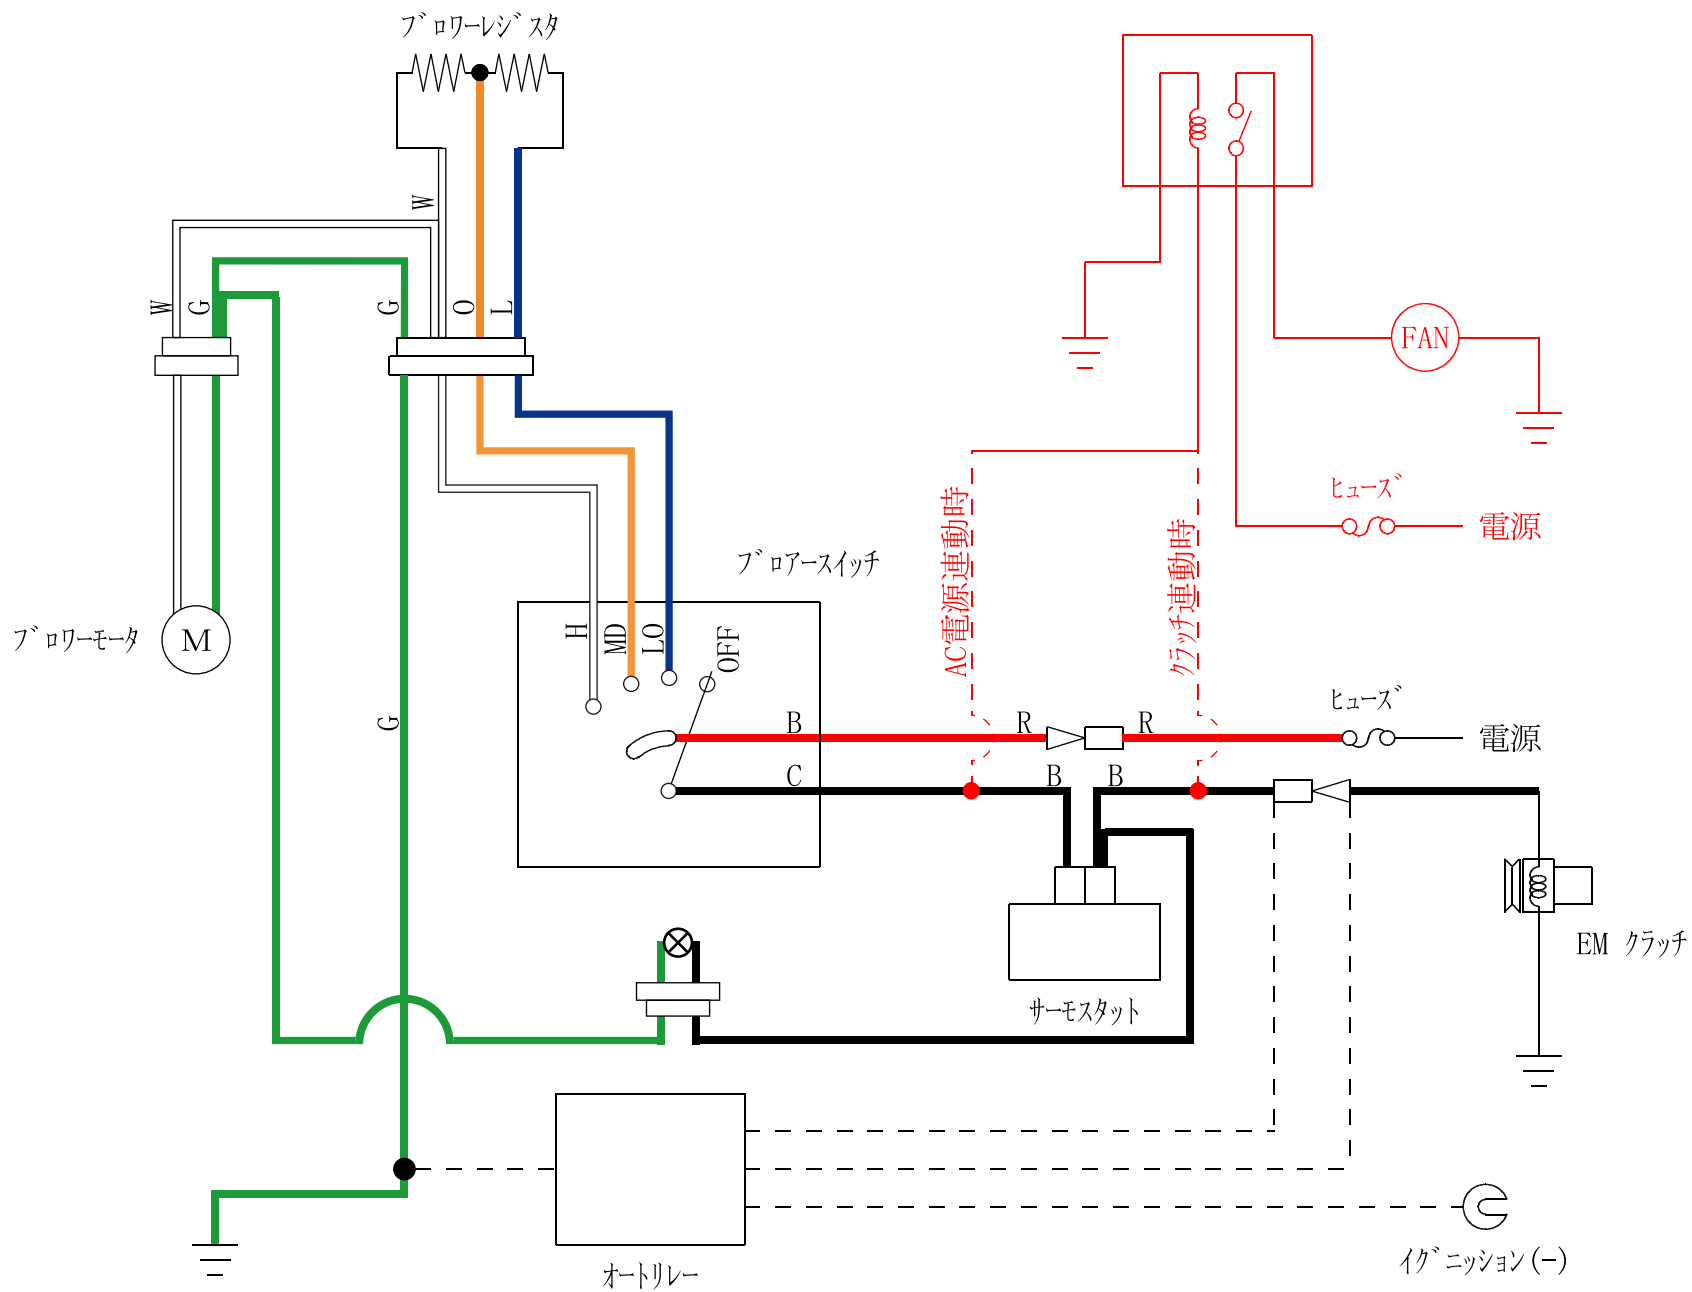 ブロワーレジスタ
W
W
G
G
O
L
FAN
ヒューズ
電源
AC電源連動時
クラッチ連動時
ブロアースイッチ
H
MD
LO
OFF
ブロワーモータ
M
G
B
R
R
ヒューズ
電源
C
B
B
EM クラッチ
サーモスタット
オートリレー
イグニッション(-)